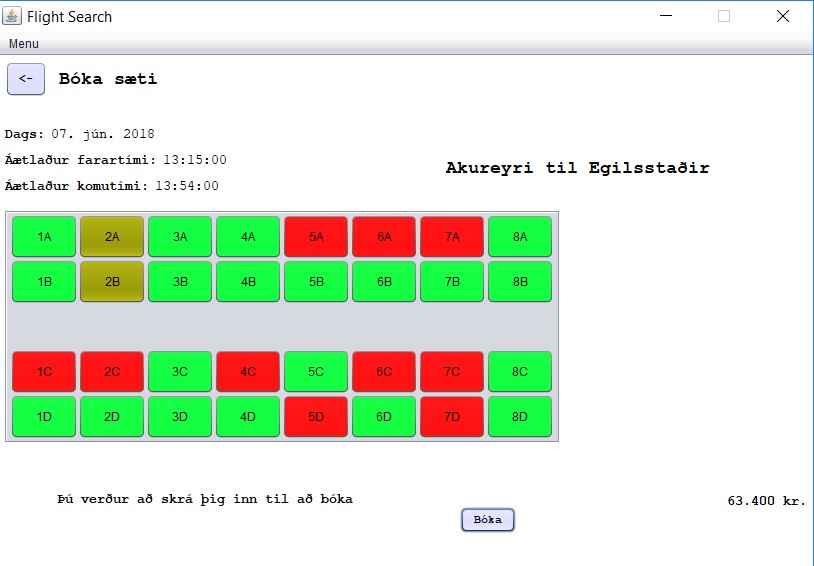 Flight Search
Menu
<- Bóka sæti
Dags: 07. jún. 2018
Áætlaður farartími: 13:15:00
Akureyri til Egilsstaðir
Áætlaður komutími: 13:54:00
1A 2A 3A 4A 5A 6A 7A 8A
1B 2B 3B 4B 5B 6B 7B 8B
1C 2C 3C 4C 5C 6C 7C 8C
1D 2D 3D 4D 5D 6D 7D 8D
Þú verður að skrá þig inn til að bóka
63.400 kr.
Bóka